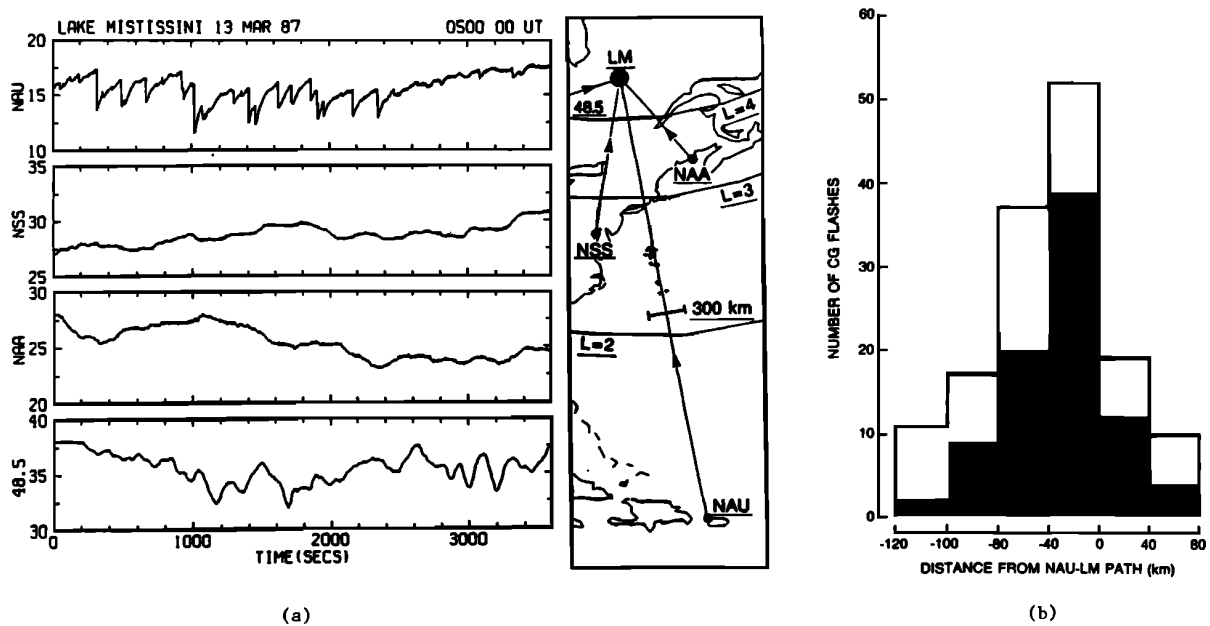 LAKE MISTISSINI 13 MAR 87 0500 00 UT
20
15
10
NAU
35
30
25
NSS
30
25
20
NAA
40
35
30
48.5
0 1000 2000 3000
TIME(SECS)
LM
48.5
L=4
NAA
L=3
NSS
300 km
L=2
NAU
(a)
NUMBER OF CG FLASHES
60
50
40
30
20
10
0
-120 -100 -80 -40 0 40 80
DISTANCE FROM NAU-LM PATH (km)
(b)